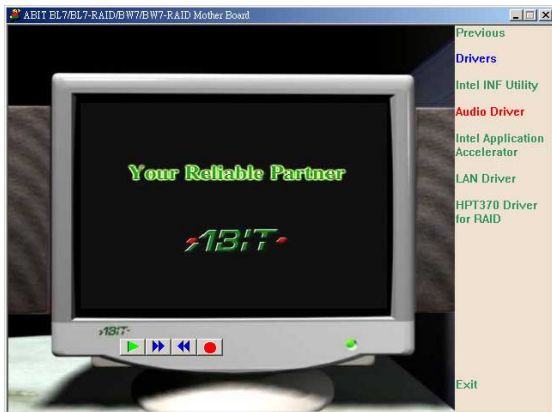 ABIT BL7/BL7-RAID/BW7/BW7-RAID Mother Board
Your Reliable Partner
ABIT
ABIT
Previous
Drivers
Intel INF Utility
Audio Driver
Intel Application
Accelerator
LAN Driver
HPT370 Driver
for RAID
Exit